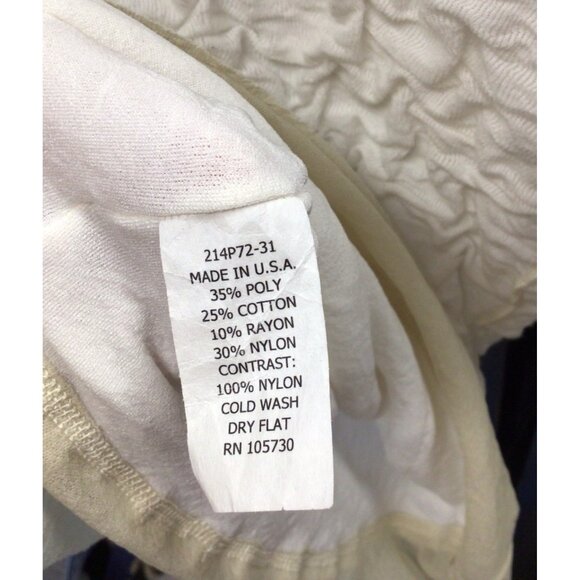 214P72-31
MADE IN U.S.A.
35% POLY
25% COTTON
10% RAYON
30% NYLON
CONTRAST:
100% NYLON
COLD WASH
DRY FLAT
RN 105730